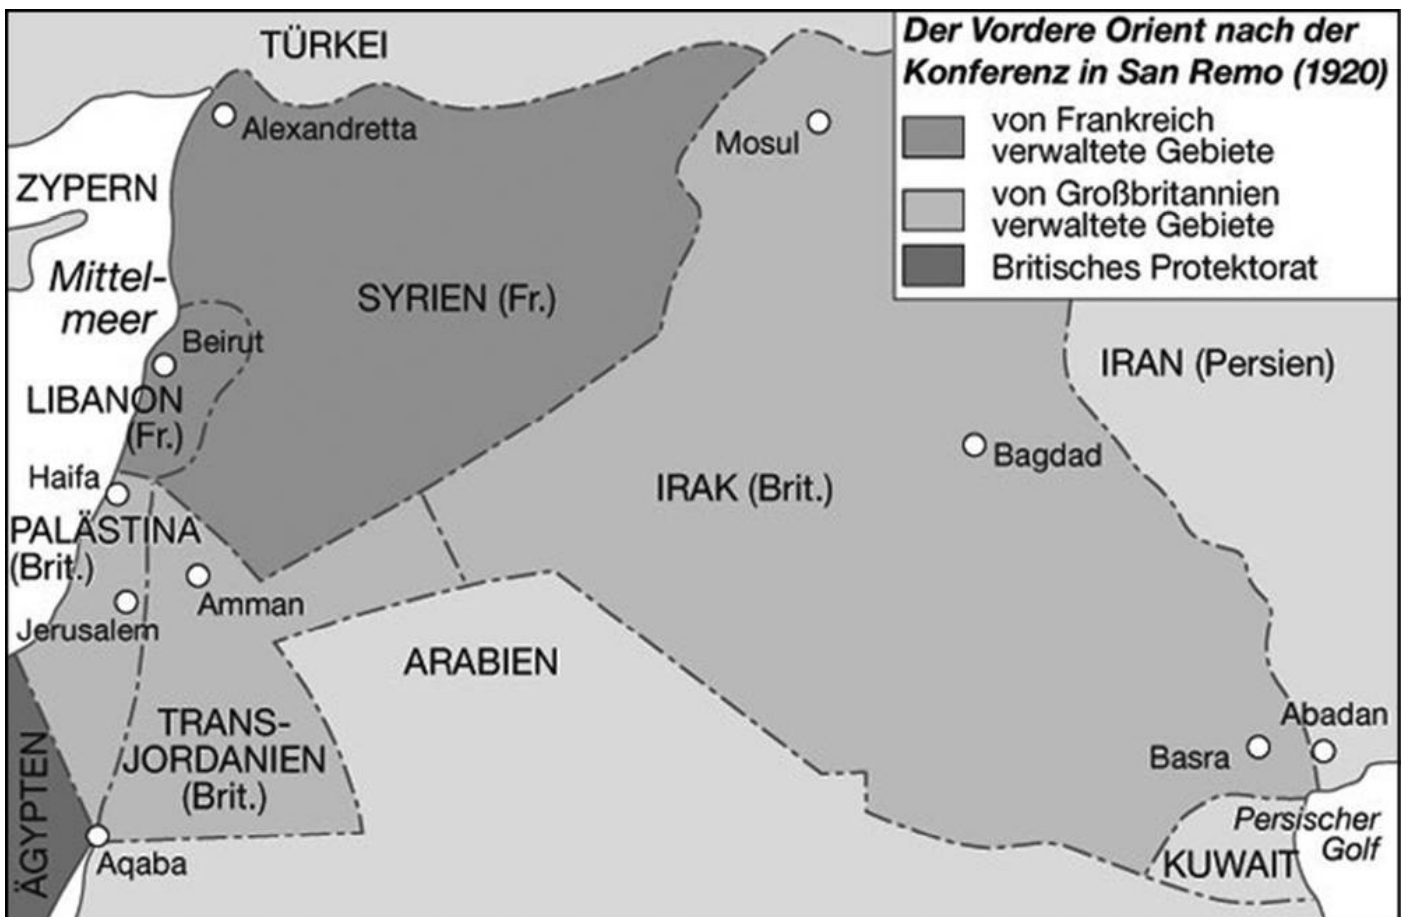 Der Vordere Orient nach der
Konferenz in San Remo (1920)
von Frankreich
verwaltete Gebiete
von Großbritannien
verwaltete Gebiete
Britisches Protektorat
TÜRKEI
Alexandretta
Mosul
ZYPERN
Mittel-
meer
SYRIEN (Fr.)
Beirut
LIBANON
(Fr.)
IRAN (Persien)
Haifa
Bagdad
IRAK (Brit.)
PALÄSTINA
(Brit.)
Amman
Jerusalem
ARABIEN
TRANS-
JORDANIEN
(Brit.)
Abadan
Basra
ÄGYPTEN
Aqaba
Persischer
Golf
KUWAIT